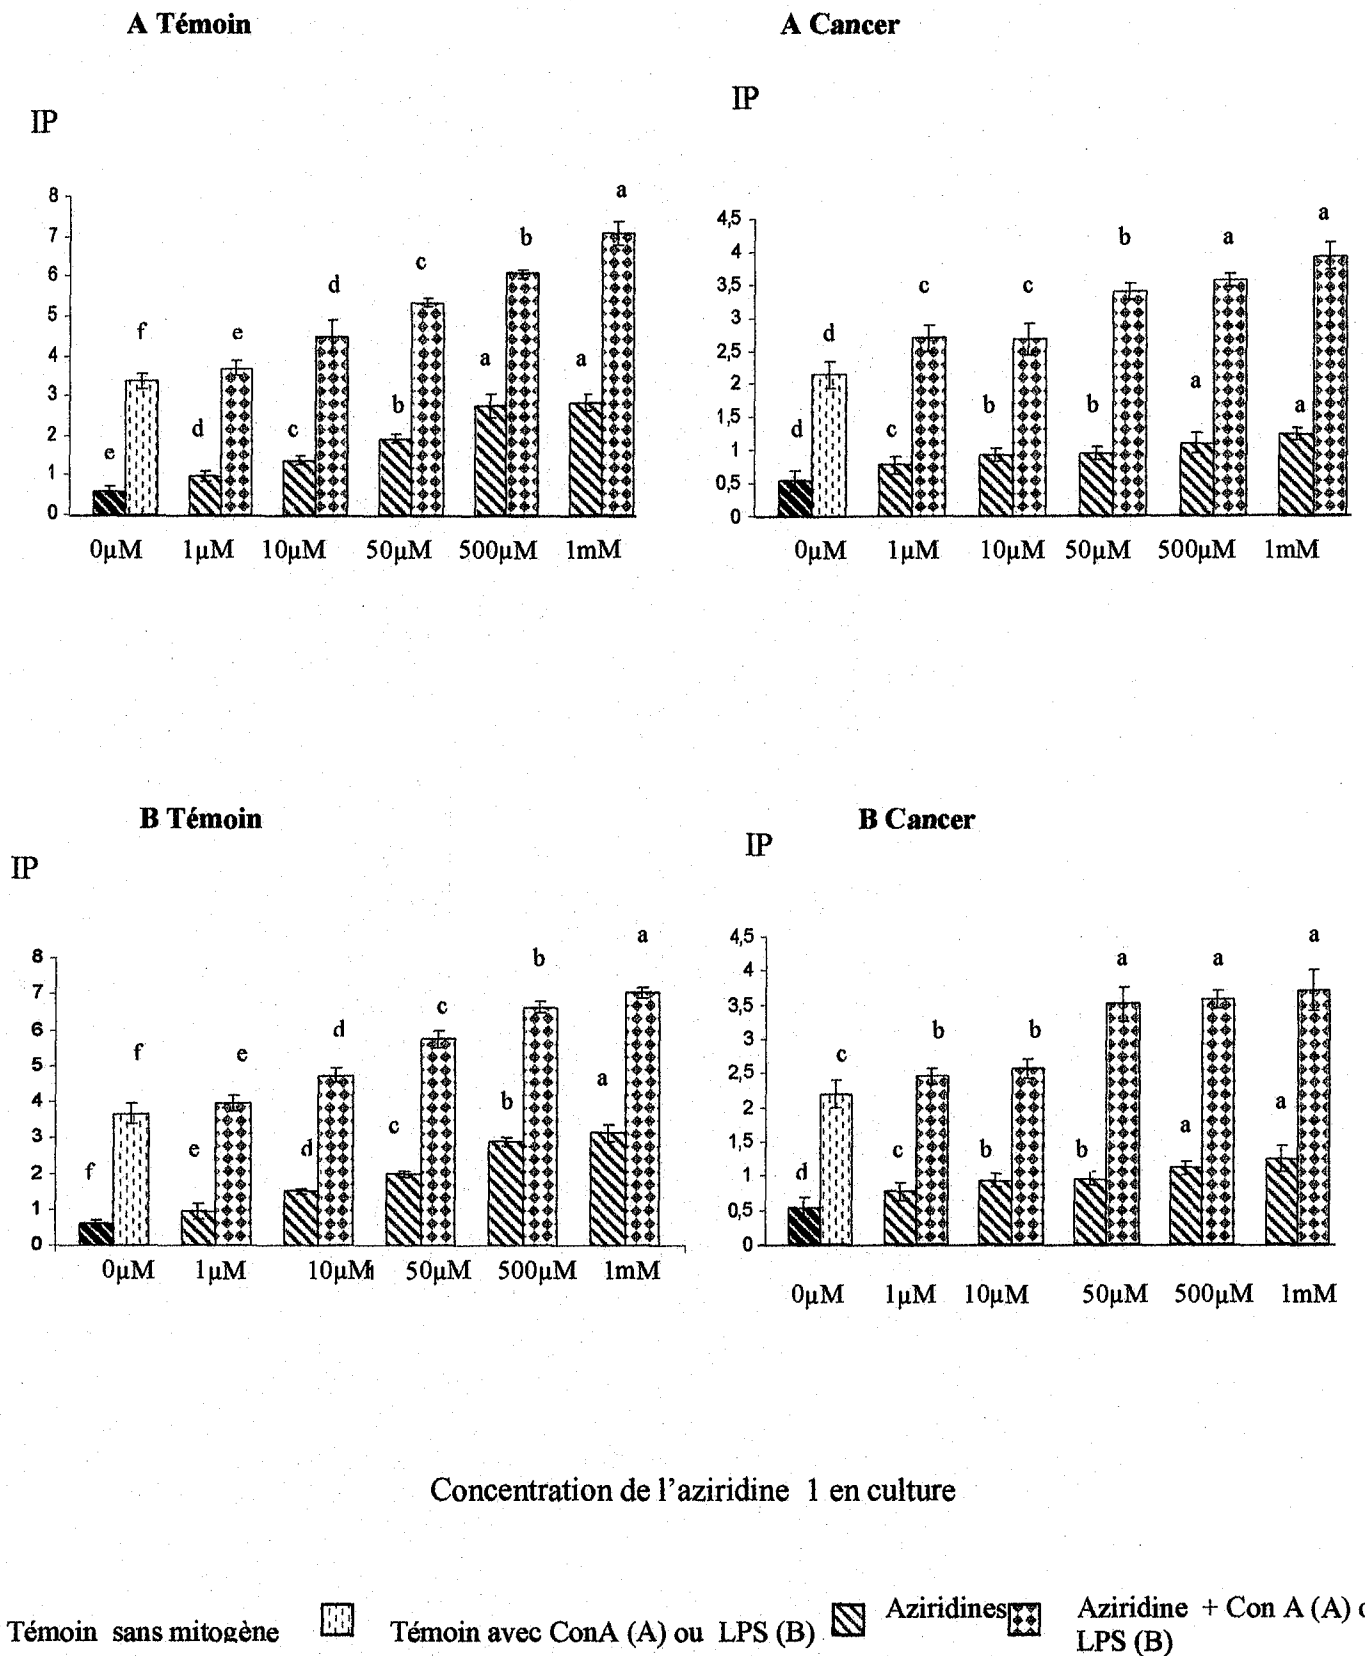 A Témoin
A Cancer
IP
IP
8
7
6
5
4
3
2
1
0
f
e
d
c
b
a
e
d
c
b
a
a
0µM 1µM 10µM 50µM 500µM 1mM
4,5
4
3,5
3
2,5
2
1,5
1
0,5
0
d
c
c
b
a
a
d
c
b
b
a
a
0µM 1µM 10µM 50µM 500µM 1mM
B Témoin
B Cancer
IP
IP
8
7
6
5
4
3
2
1
0
f
e
d
c
b
a
f
e
d
c
b
a
0µM 1µM 10µM 50µM 500µM 1mM
4,5
4
3,5
3
2,5
2
1,5
1
0,5
0
c
b
b
a
a
a
d
c
b
b
a
a
0µM 1µM 10µM 50µM 500µM 1mM
Concentration de l'aziridine 1 en culture
Témoin sans mitogène
Témoin avec ConA (A) ou LPS (B)
Aziridines
Aziridine + Con A (A) o
LPS (B)